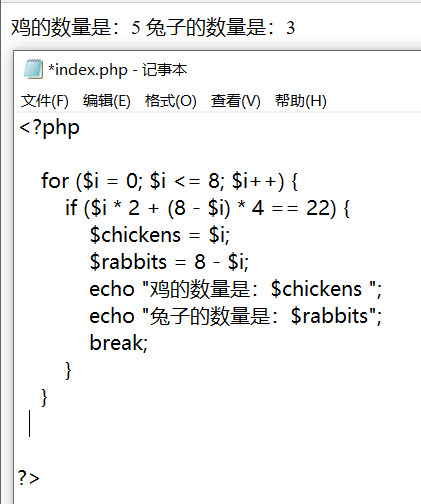 鸡的数量是：5 兔子的数量是：3
*index.php - 记事本
文件(F) 编辑(E) 格式(O) 查看(V) 帮助(H)
<?php
for ($i = 0; $i <= 8; $i++) {
if ($i * 2 + (8 - $i) * 4 == 22) {
$chickens = $i;
$rabbits = 8 - $i;
echo "鸡的数量是：$chickens ";
echo "兔子的数量是：$rabbits";
break;
}
}
?>